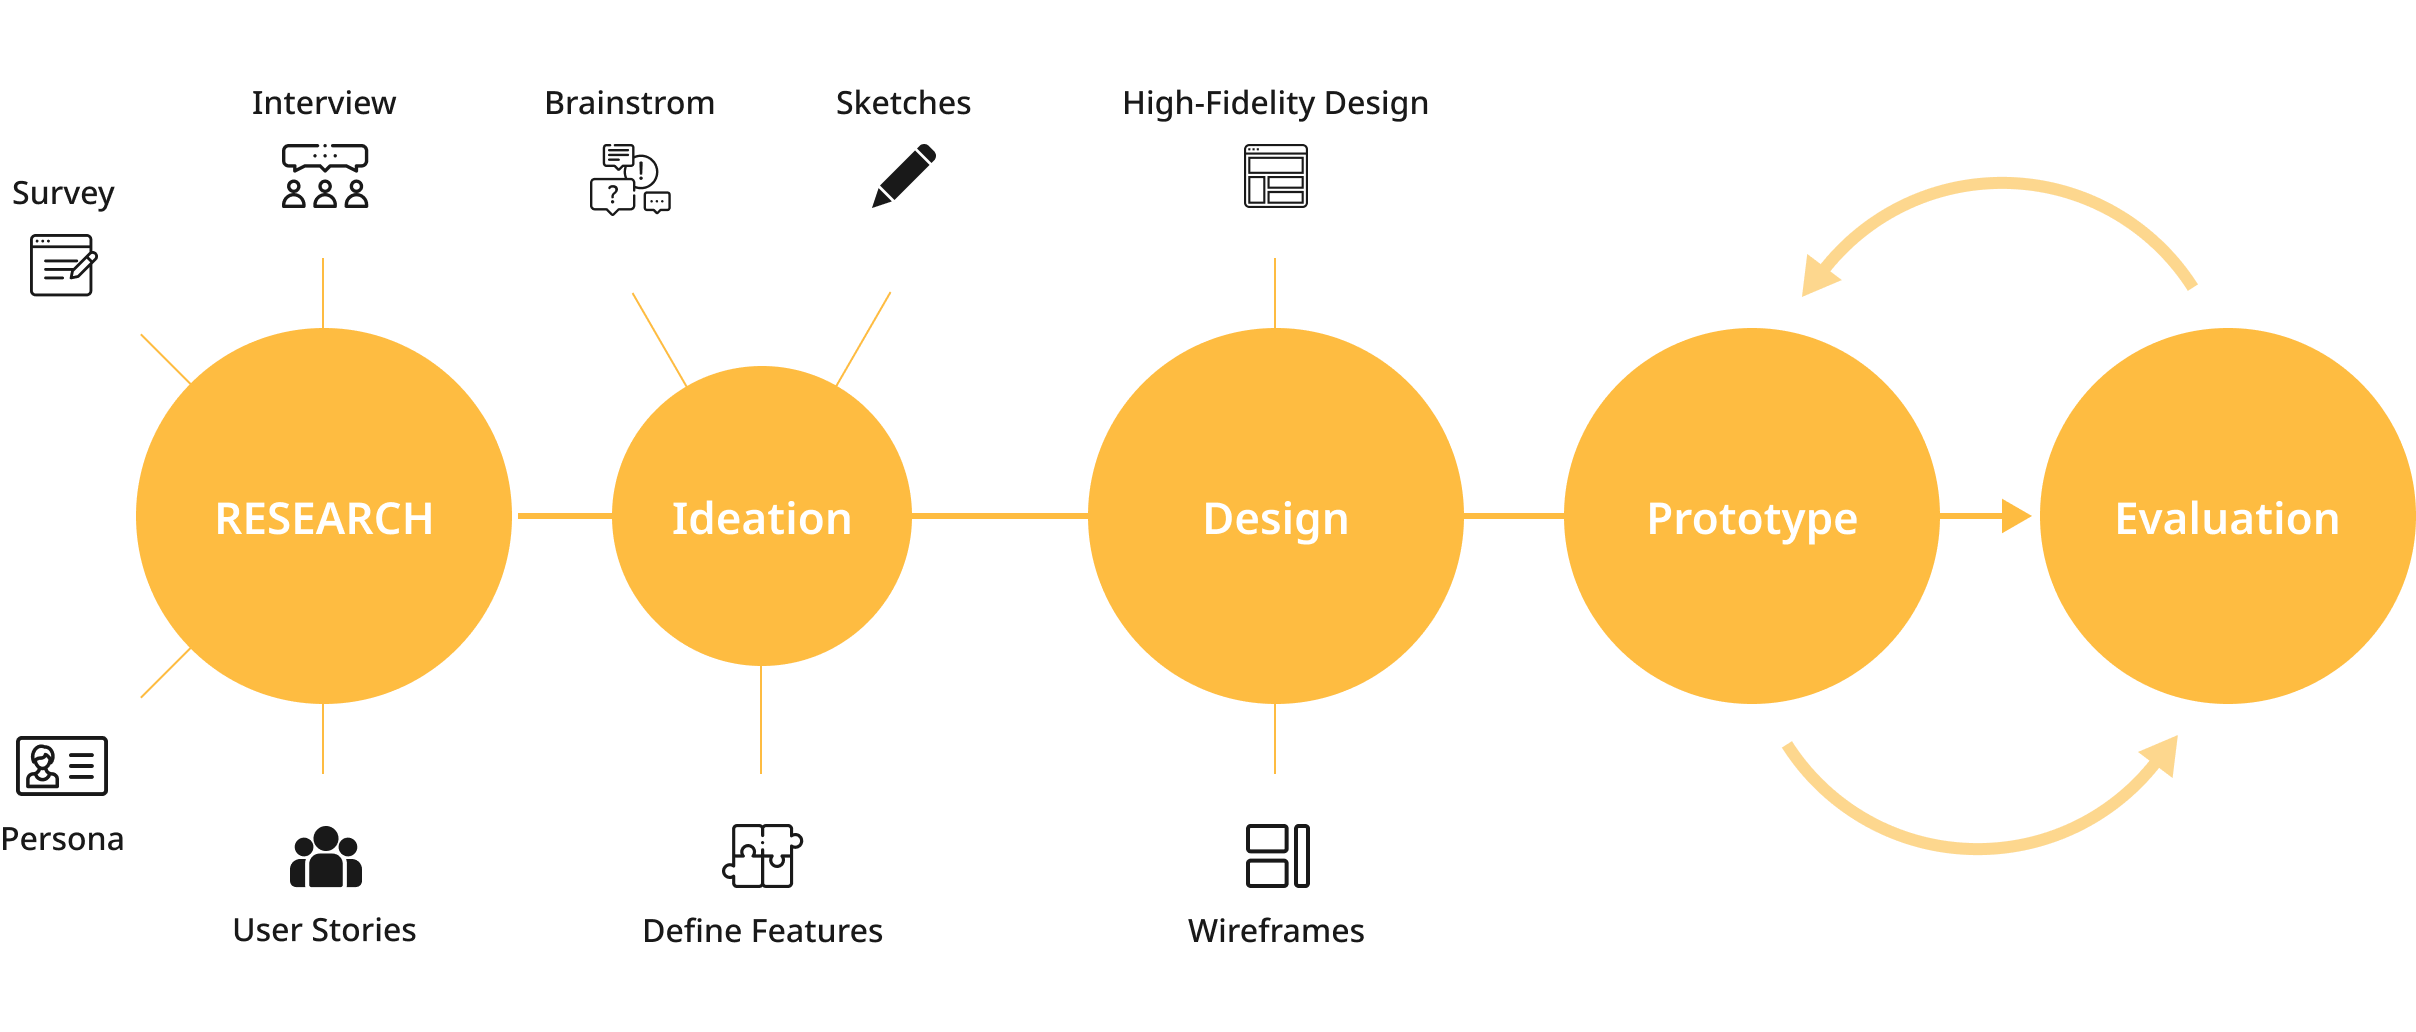 Interview
Brainstrom
Sketches
High-Fidelity Design
Survey
RESEARCH
Ideation
Design
Prototype
Evaluation
Persona
User Stories
Define Features
Wireframes